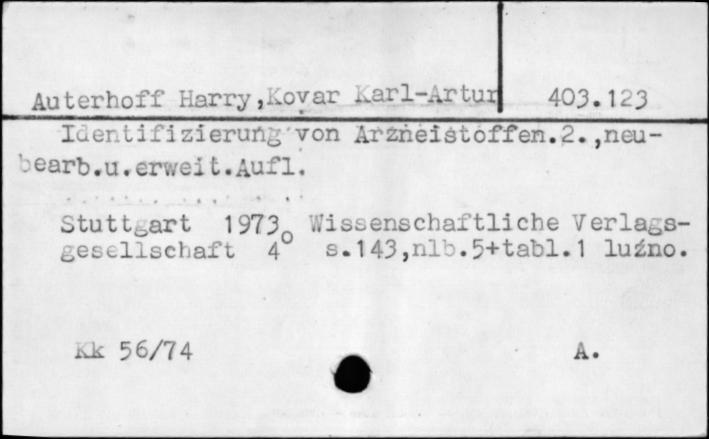 Auterhoff Harry,Kovar Karl-Artur 403.123
Identifizierung von Arzneistoffen.2.,neu-
bearb.u.erweit.Aufl.
Stuttgart 1973 Wissenschaftliche Verlags-
gesellschaft 4° s.143,nlb.5+tabl.1 luźno.
Kk 56/74 A.